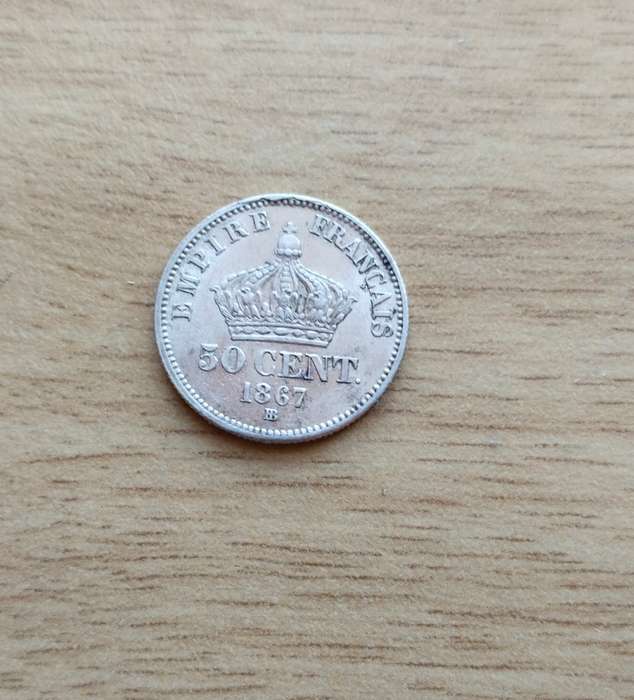 EMPIRE FRANÇAIS
50 CENT.
1867
BB